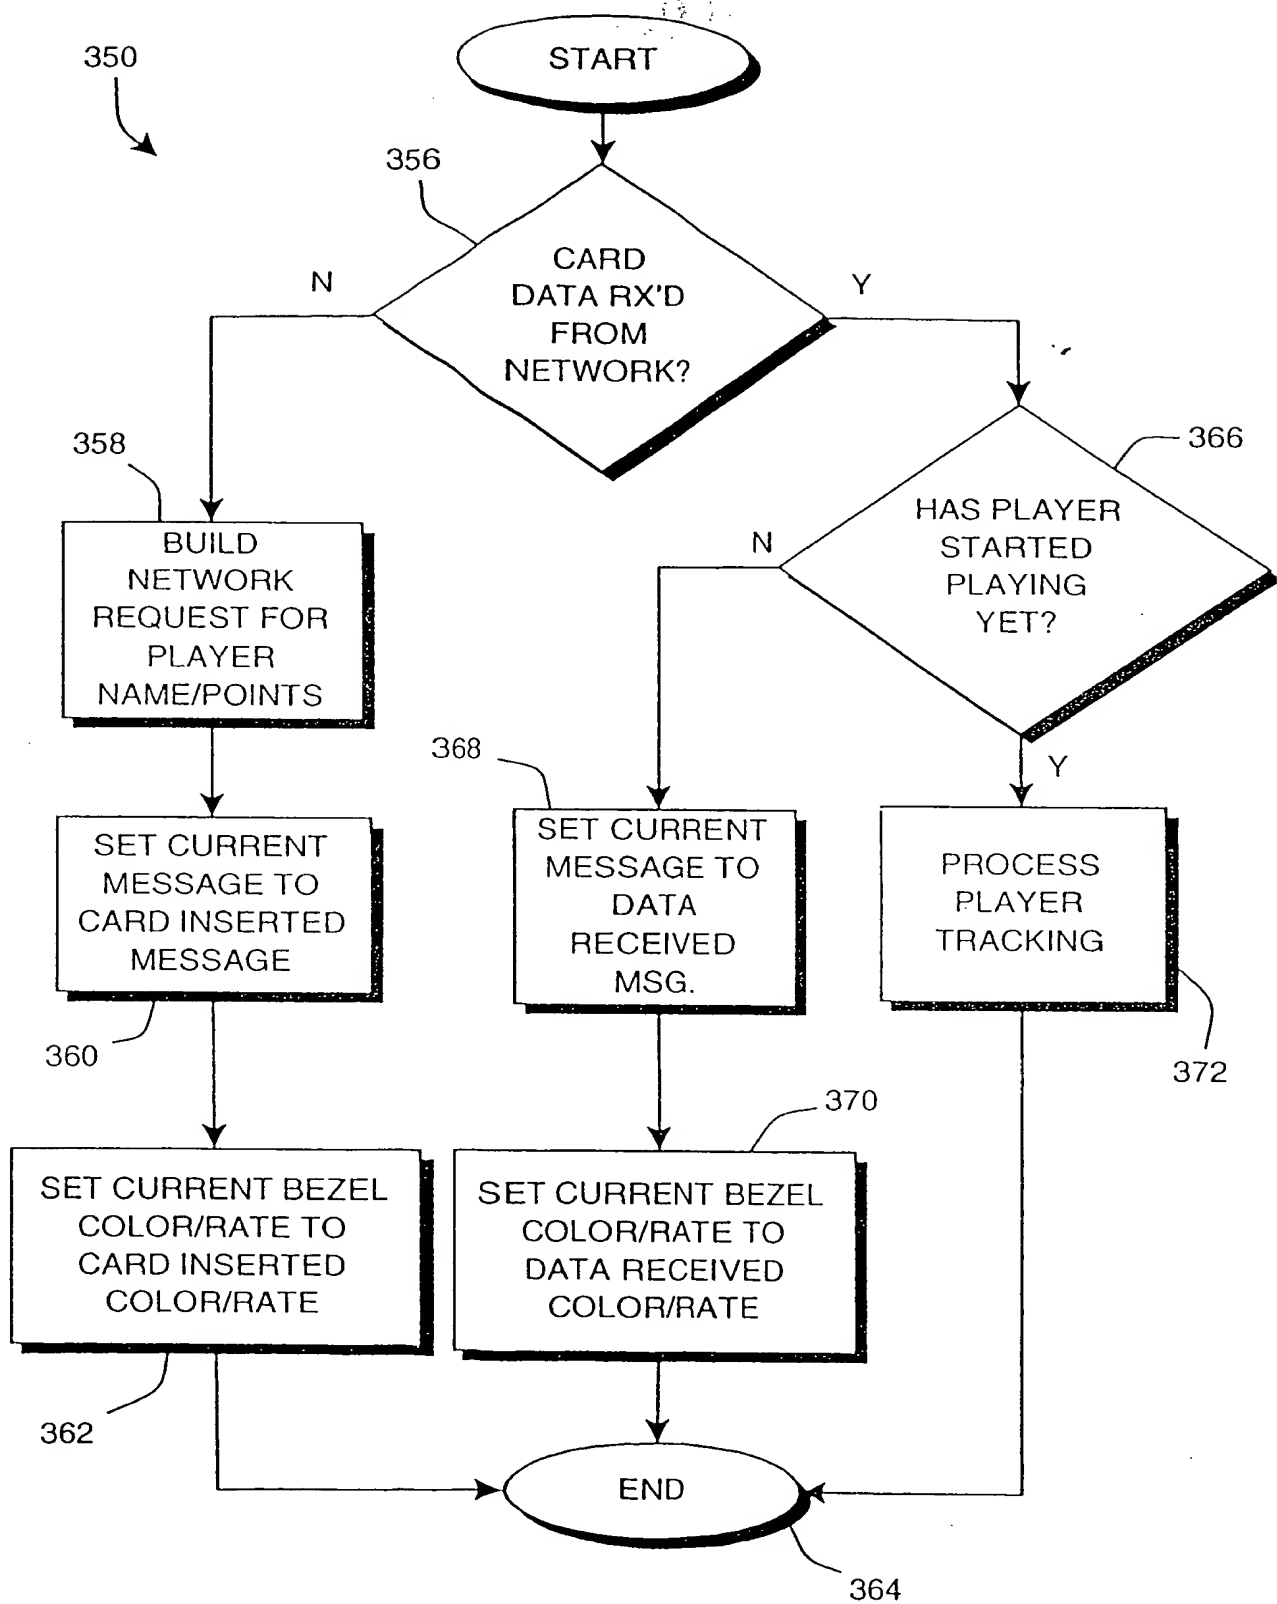 START
350
356
CARD
DATA RX'D
FROM
NETWORK?
N
Y
358
366
BUILD
NETWORK
REQUEST FOR
PLAYER
NAME/POINTS
HAS PLAYER
STARTED
PLAYING
YET?
N
Y
368
SET CURRENT
MESSAGE TO
CARD INSERTED
MESSAGE
SET CURRENT
MESSAGE TO
DATA
RECEIVED
MSG.
PROCESS
PLAYER
TRACKING
360
372
370
SET CURRENT BEZEL
COLOR/RATE TO
CARD INSERTED
COLOR/RATE
SET CURRENT BEZEL
COLOR/RATE TO
DATA RECEIVED
COLOR/RATE
362
END
364